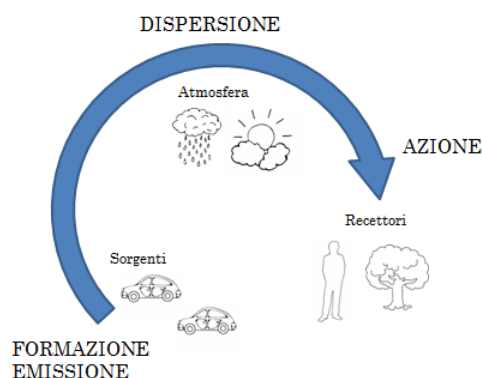 DISPERSIONE
Atmosfera
AZIONE
Recettori
Sorgenti
FORMAZIONE
EMISSIONE